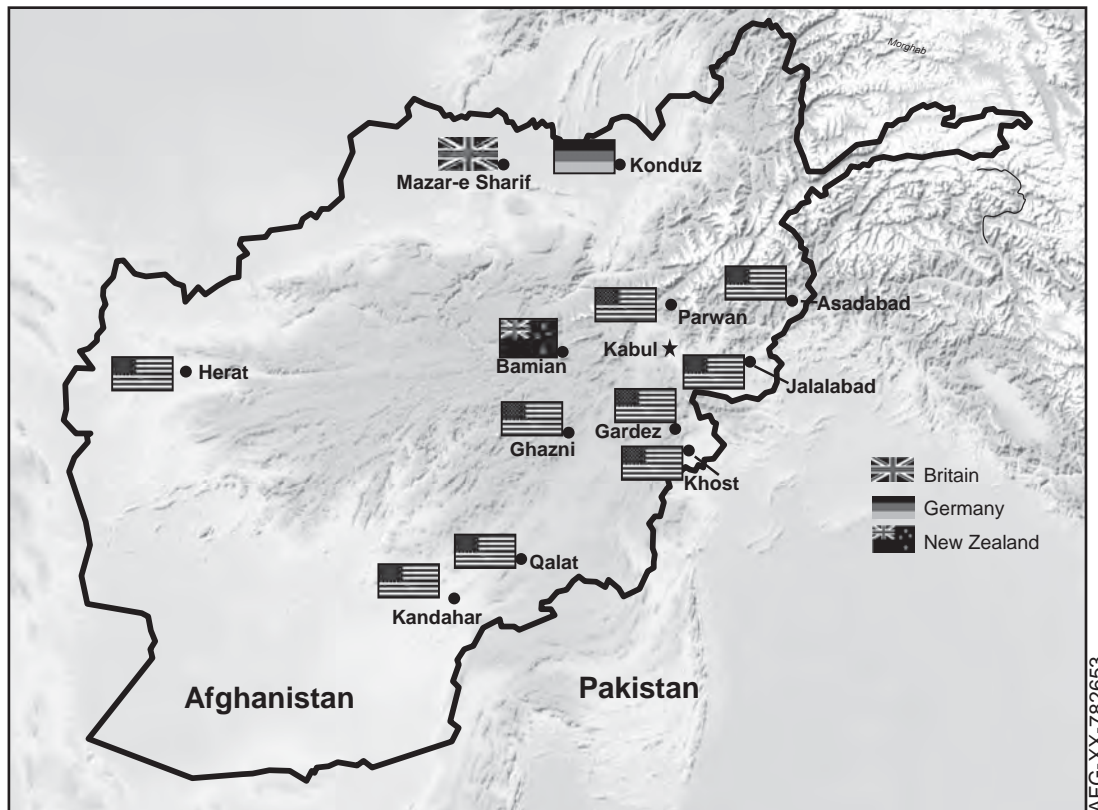 Morghab
Mazar-e Sharif
Konduz
Asadabad
Parwan
Kabul
Bamian
Herat
Jalalabad
Gardez
Ghazni
Khost
Britain
Germany
New Zealand
Qalat
Kandahar
Afghanistan
Pakistan
AFG-XX-782653